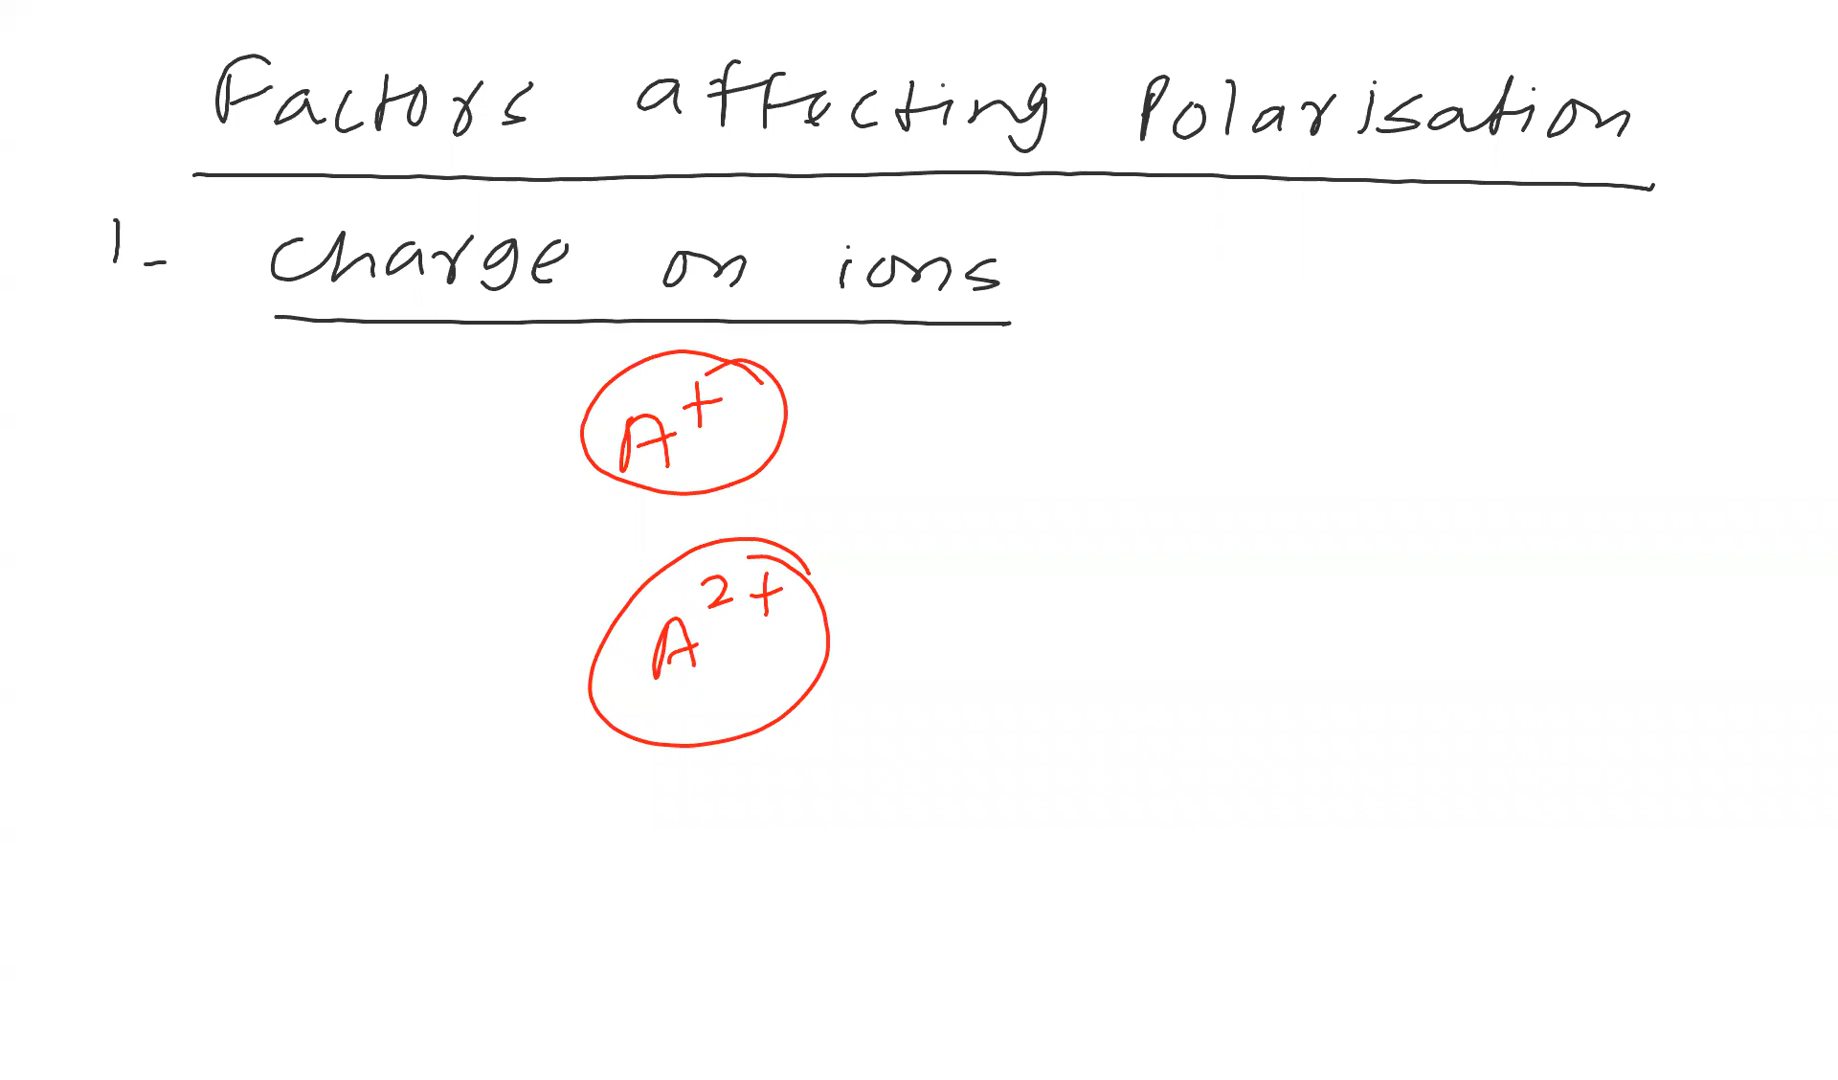 Factors affecting Polarisation
1- Charge on ions
A⁺
A²⁺